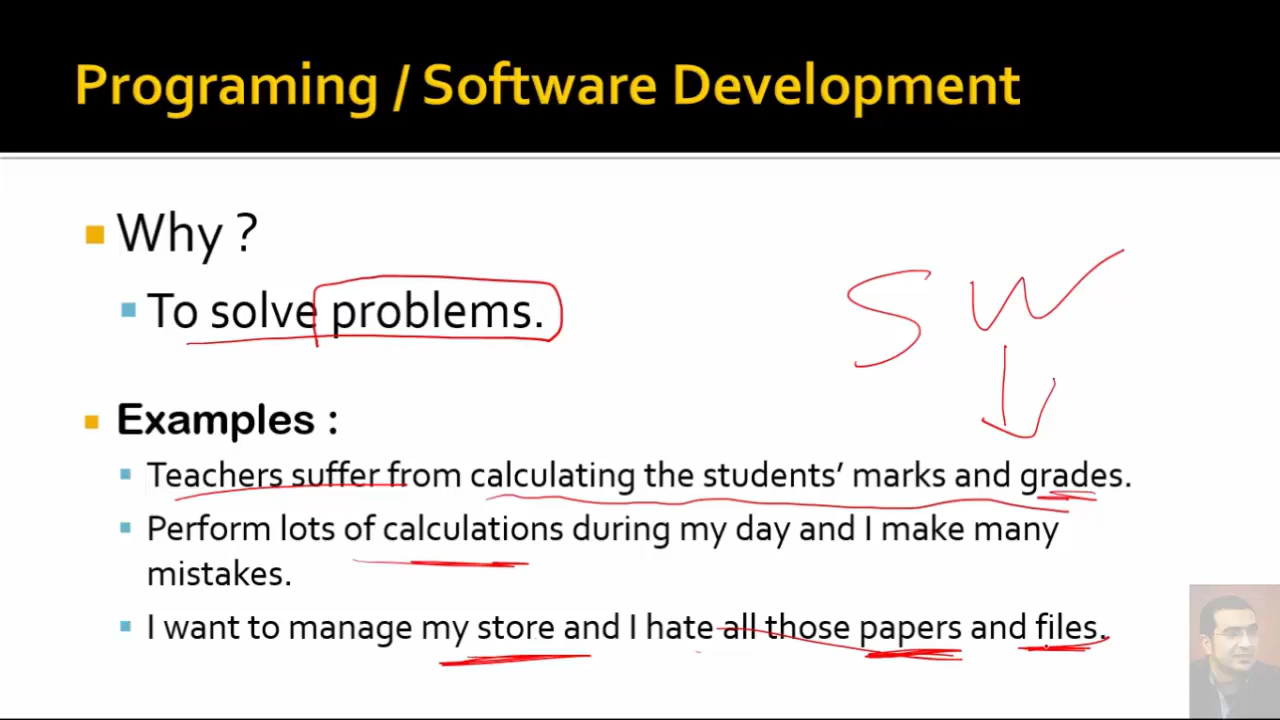 Programing / Software Development
Why ?
To solve problems.
SW
Examples :
Teachers suffer from calculating the students’ marks and grades.
Perform lots of calculations during my day and I make many
mistakes.
I want to manage my store and I hate all those papers and files.